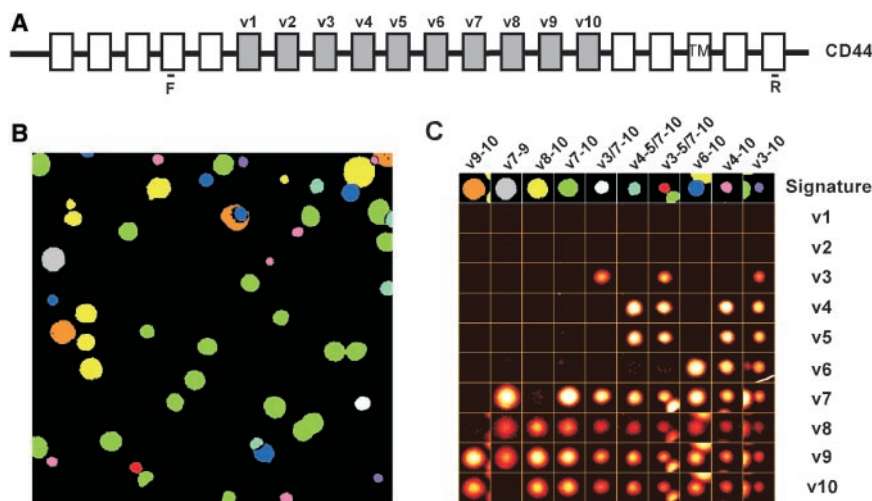 A
v1 v2 v3 v4 v5 v6 v7 v8 v9 v10
TM
CD44
F
R
B
C
v9-10 v7-9 v8-10 v7-10 v3/7-10 v4-5/7-10 v3-5/7-10 v6-10 v4-10 v3-10
Signature
v1
v2
v3
v4
v5
v6
v7
v8
v9
v10